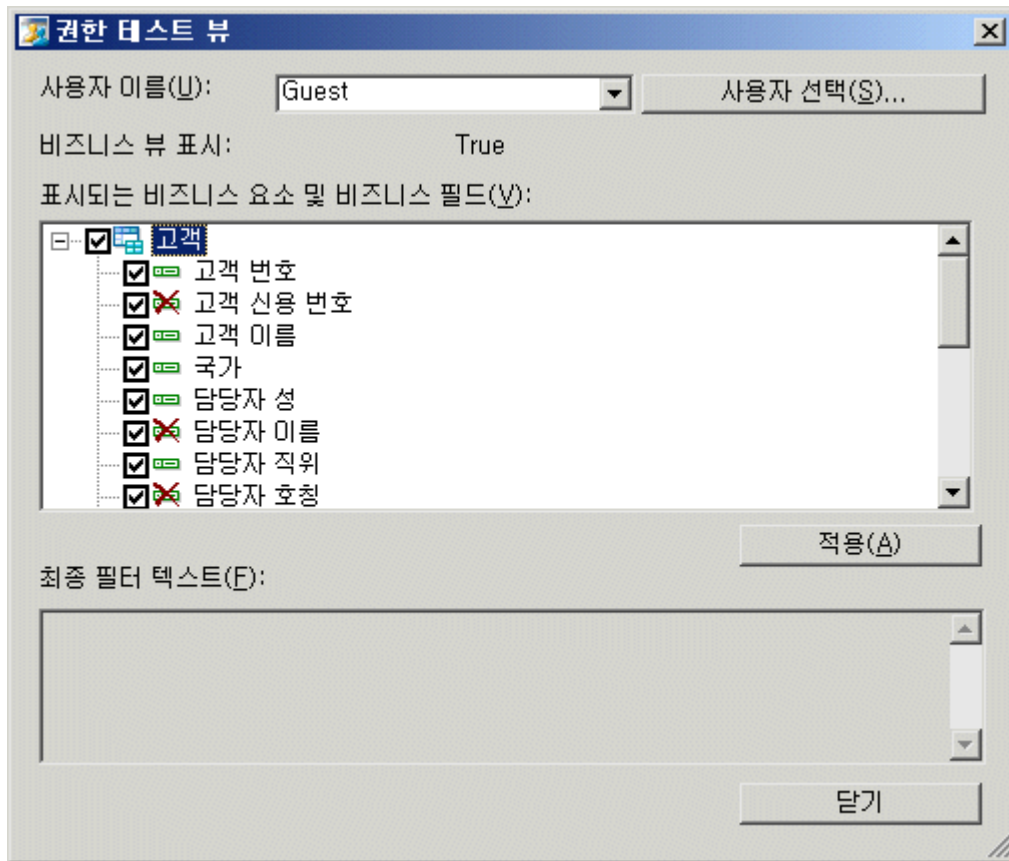 권한 테스트 뷰
사용자 이름(U): Guest 사용자 선택(S)...
비즈니스 뷰 표시: True
표시되는 비즈니스 요소 및 비즈니스 필드(V):
고객
고객 번호
고객 신용 번호
고객 이름
국가
담당자 성
담당자 이름
담당자 직위
담당자 호칭
적용(A)
최종 필터 텍스트(F):
닫기